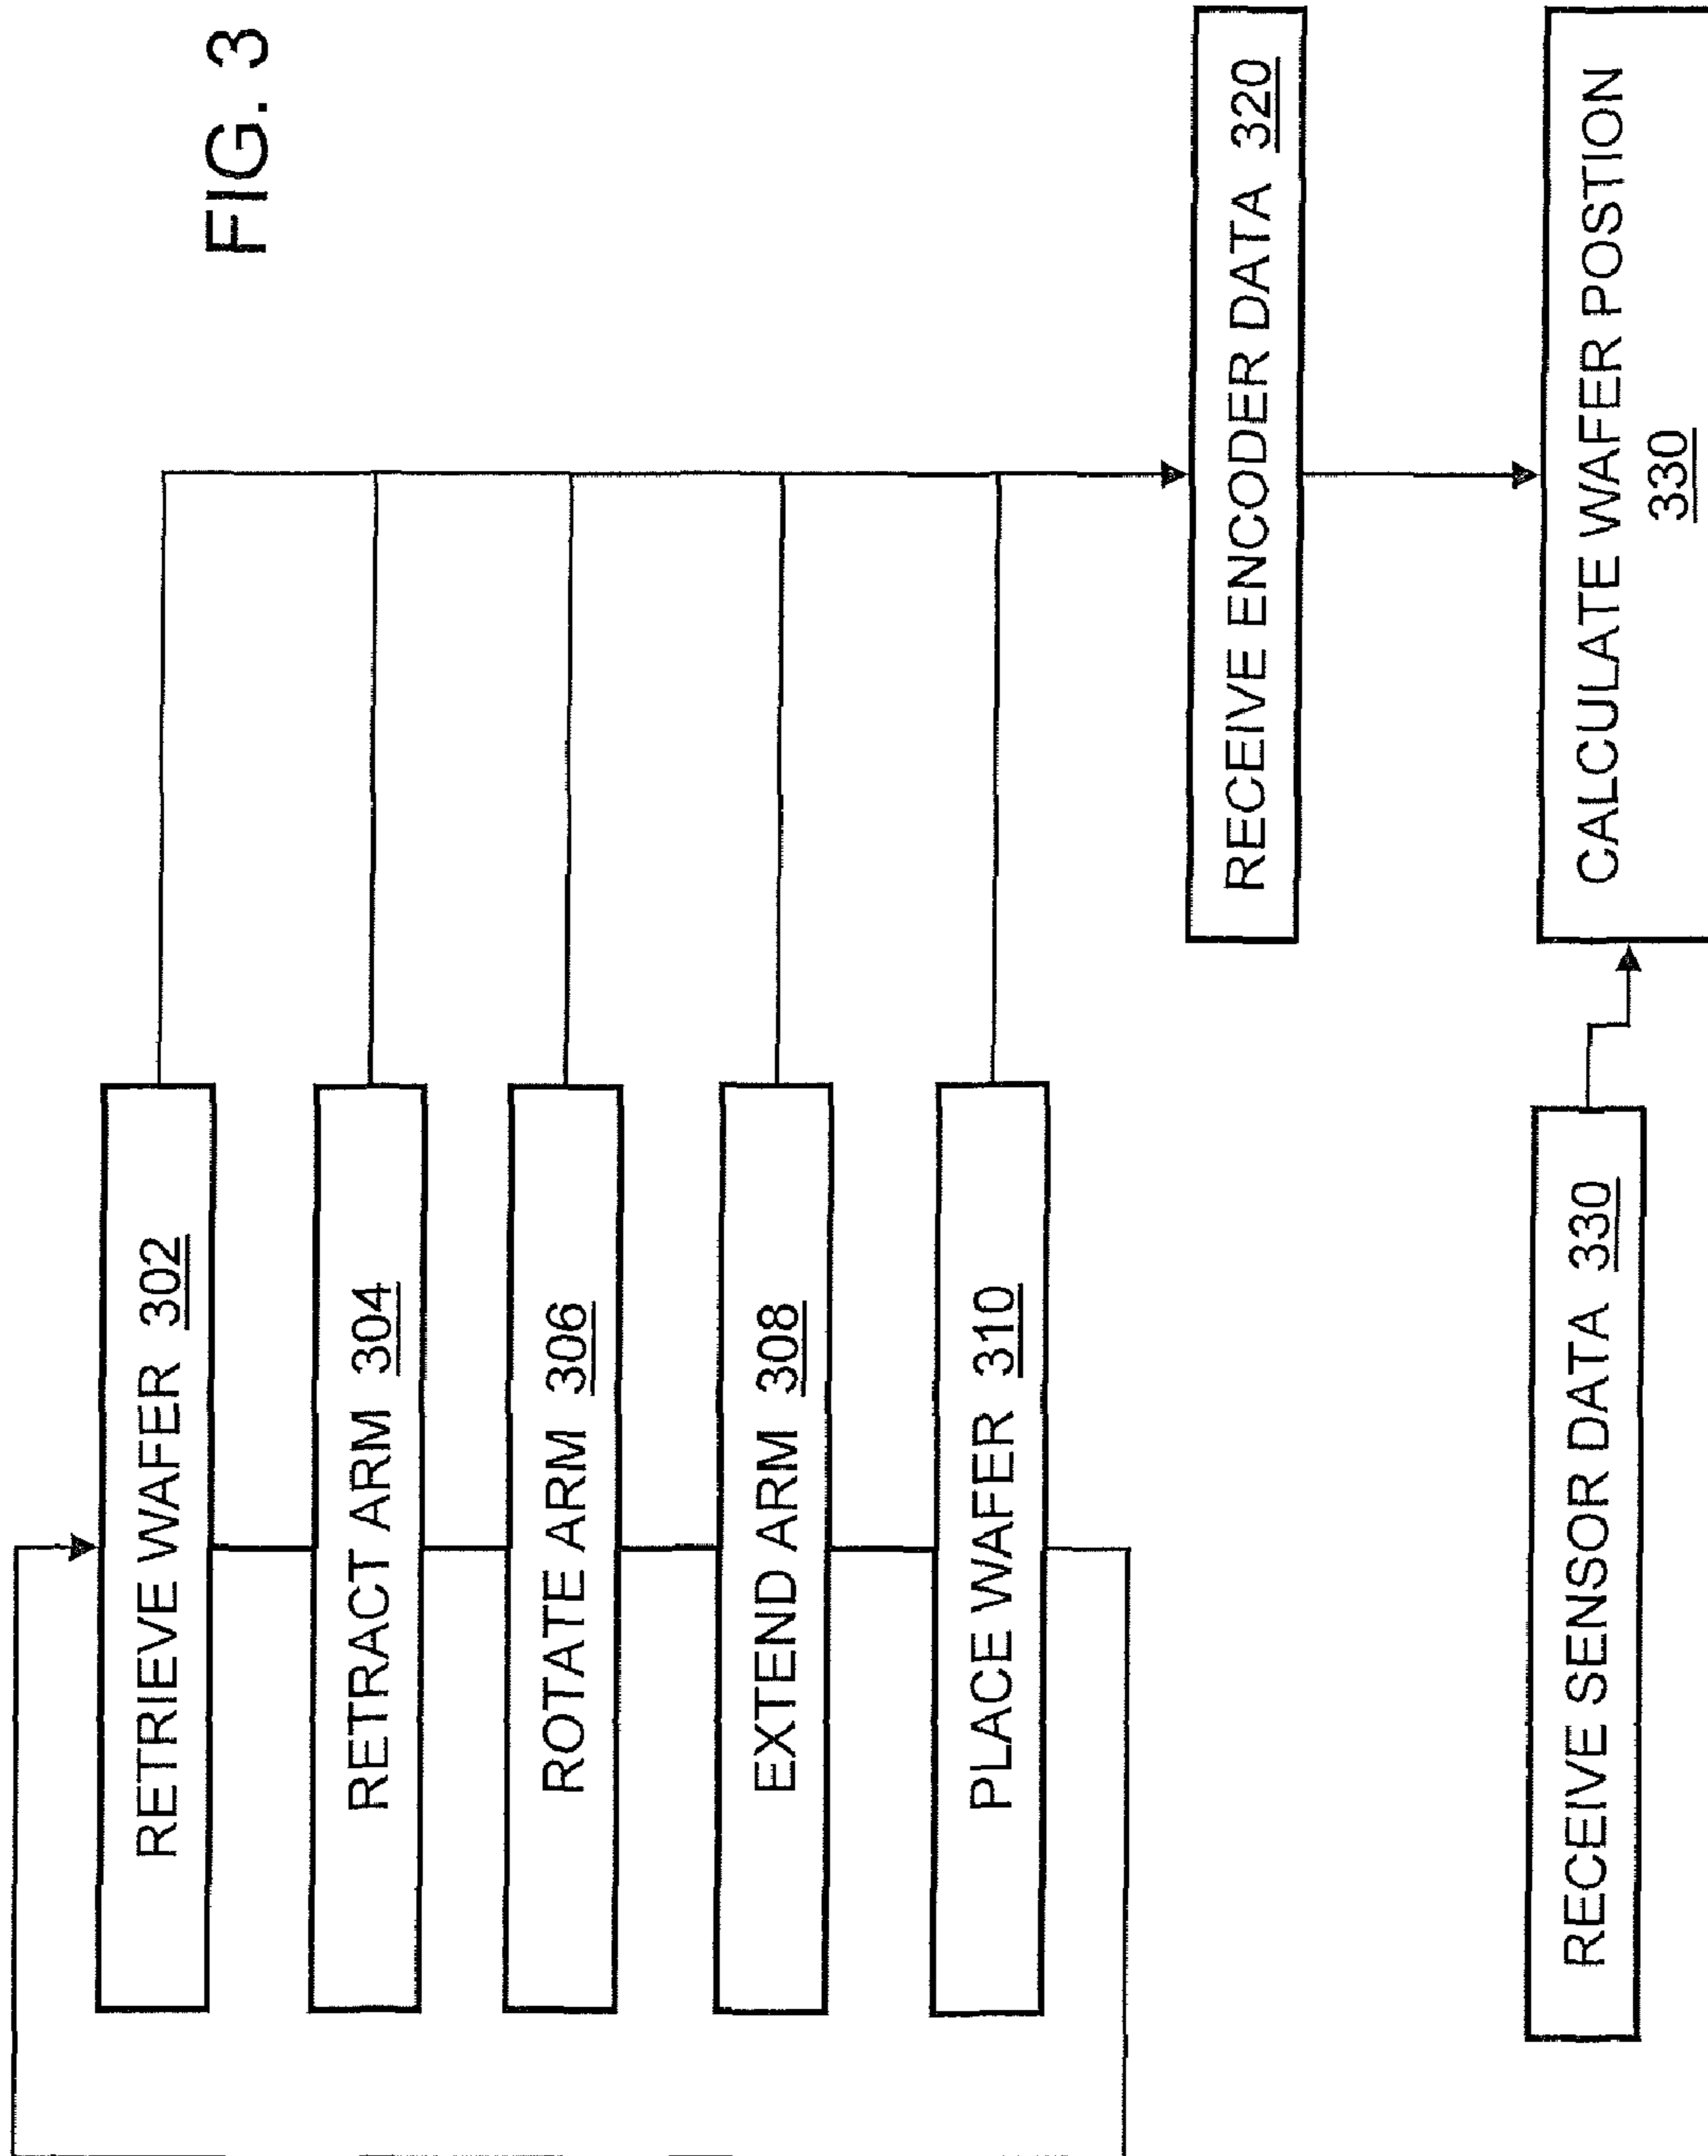 FIG. 3
RETRIEVE WAFER 302
RETRACT ARM 304
ROTATE ARM 306
EXTEND ARM 308
PLACE WAFER 310
RECEIVE ENCODER DATA 320
RECEIVE SENSOR DATA 330
CALCULATE WAFER POSTION
330